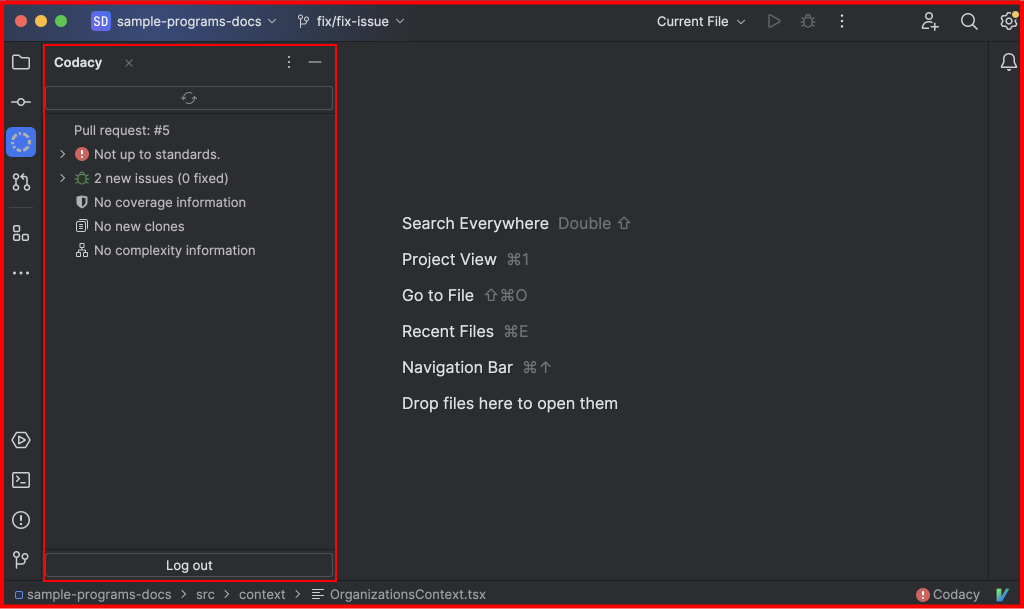 SD sample-programs-docs fix/fix-issue Current File
Codacy
Pull request: #5
Not up to standards.
2 new issues (0 fixed)
No coverage information
No new clones
No complexity information
Search Everywhere Double ⇧
Project View ⌘1
Go to File ⇧⌘O
Recent Files ⌘E
Navigation Bar ⌘↑
Drop files here to open them
Log out
sample-programs-docs > src > context > OrganizationsContext.tsx Codacy